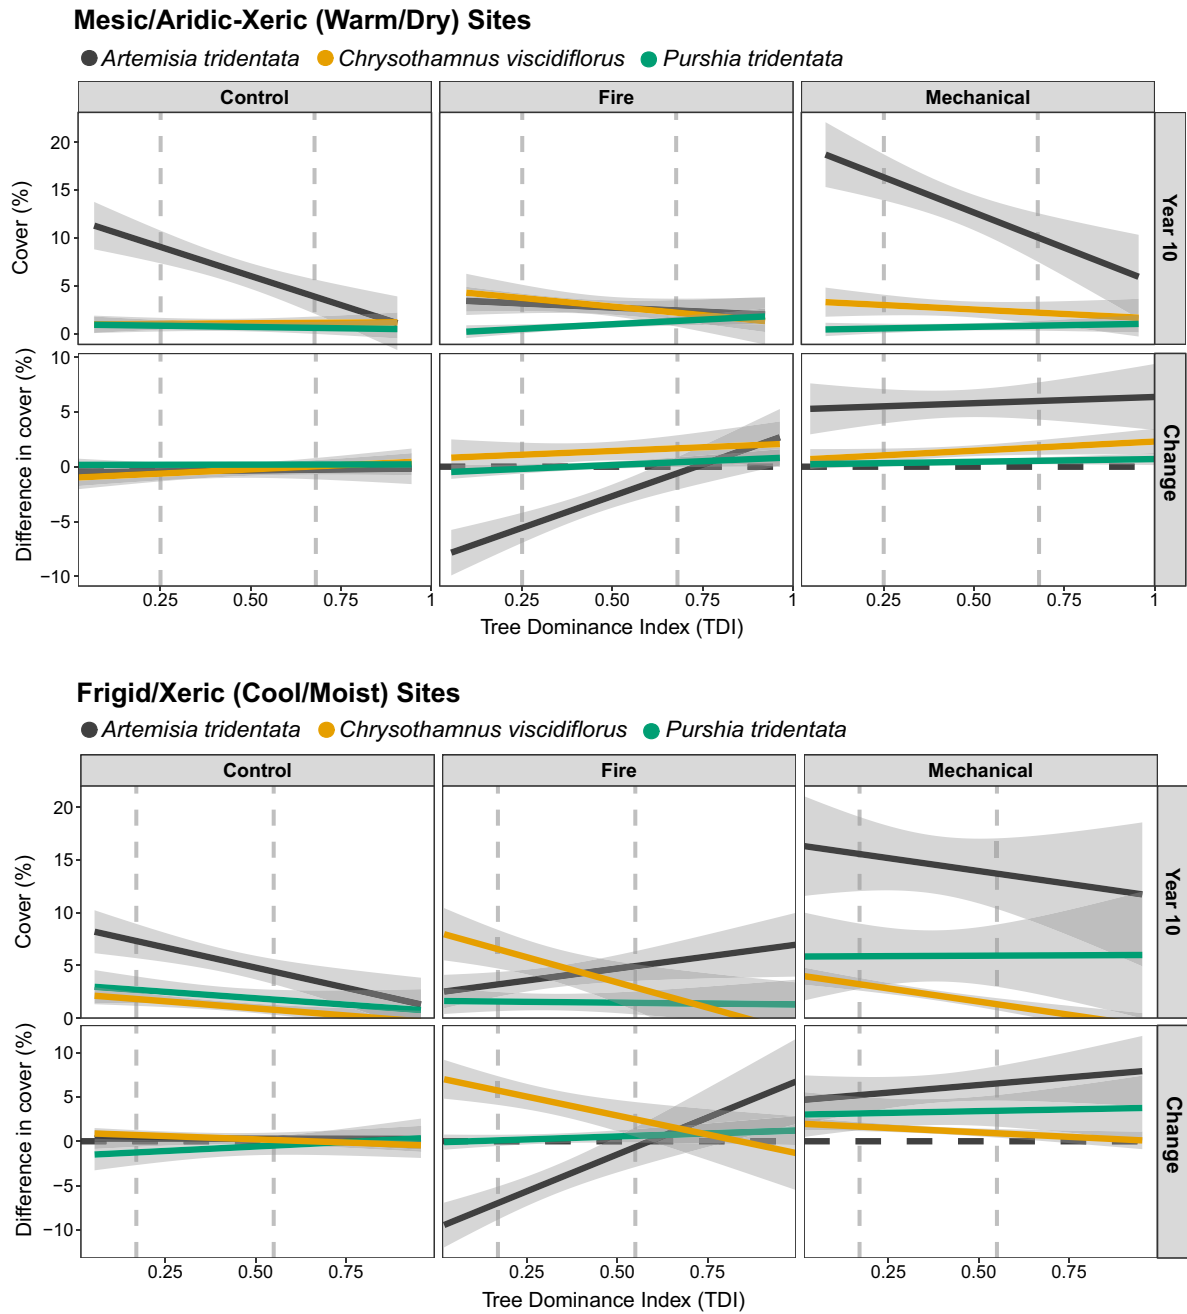 Mesic/Aridic-Xeric (Warm/Dry) Sites
Artemisia tridentata Chrysothamnus viscidiflorus Purshia tridentata
Control Fire Mechanical
Cover (%)
20
15
10
5
0
Year 10
Difference in cover (%)
10
5
0
−5
−10
Change
0.25 0.50 0.75 1 0.25 0.50 0.75 1 0.25 0.50 0.75 1
Tree Dominance Index (TDI)
Frigid/Xeric (Cool/Moist) Sites
Artemisia tridentata Chrysothamnus viscidiflorus Purshia tridentata
Control Fire Mechanical
Cover (%)
20
15
10
5
0
Year 10
Difference in cover (%)
10
5
0
−5
−10
Change
0.25 0.50 0.75 0.25 0.50 0.75 0.25 0.50 0.75
Tree Dominance Index (TDI)